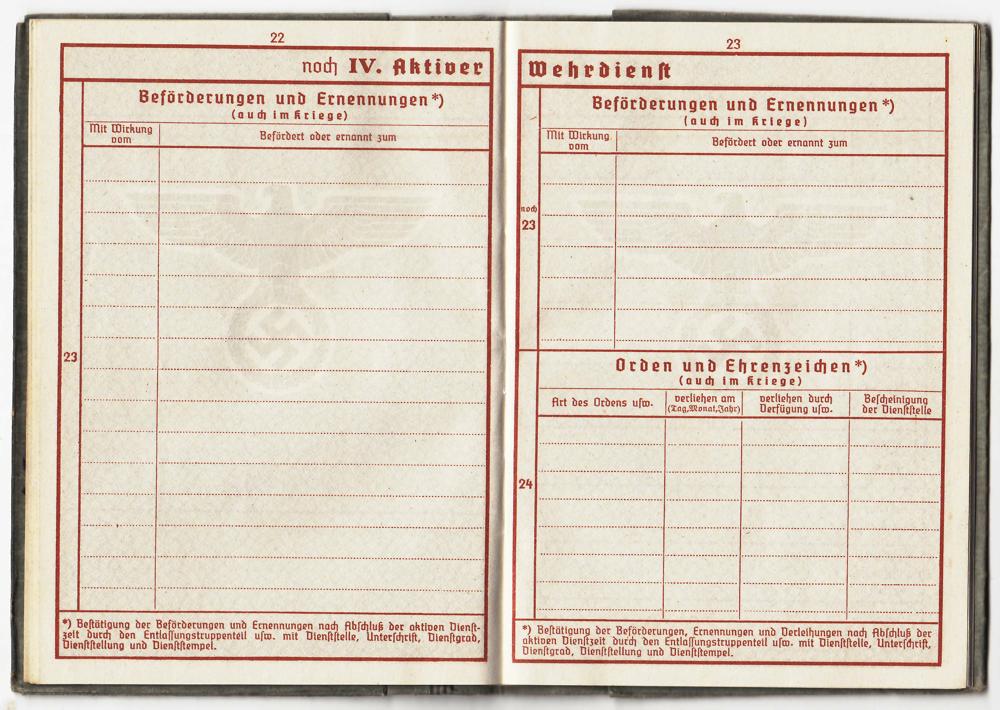 22
noch IV. Aktiver
Beförderungen und Ernennungen*)
(auch im Kriege)
Mit Wirkung
vom
Befördert oder ernannt zum
23
*) Bestätigung der Beförderungen und Ernennungen nach Abschluß der aktiven Dienst-
zeit durch den Entlassungstruppenteil usw. mit Dienststelle, Unterschrift, Dienstgrad,
Dienststellung und Dienststempel.
23
Wehrdienst
Beförderungen und Ernennungen*)
(auch im Kriege)
Mit Wirkung
vom
Befördert oder ernannt zum
noch
23
Orden und Ehrenzeichen*)
(auch im Kriege)
Art des Ordens usw.
verliehen am
(Tag,Monat,Jahr)
verliehen durch
Verfügung usw.
Bescheinigung
der Dienststelle
24
*) Bestätigung der Beförderungen, Ernennungen und Verleihungen nach Abschluß der
aktiven Dienstzeit durch den Entlassungstruppenteil usw. mit Dienststelle, Unterschrift,
Dienstgrad, Dienststellung und Dienststempel.